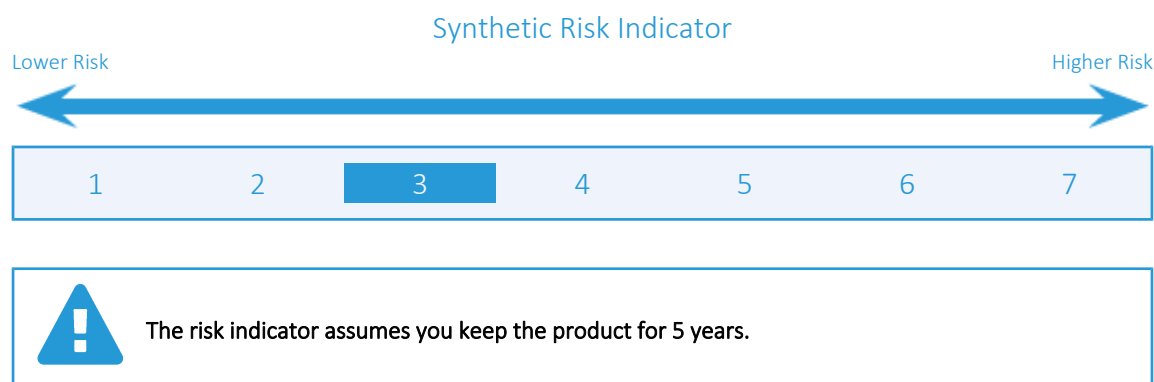 Synthetic Risk Indicator
Lower Risk Higher Risk
1 2 3 4 5 6 7
The risk indicator assumes you keep the product for 5 years.